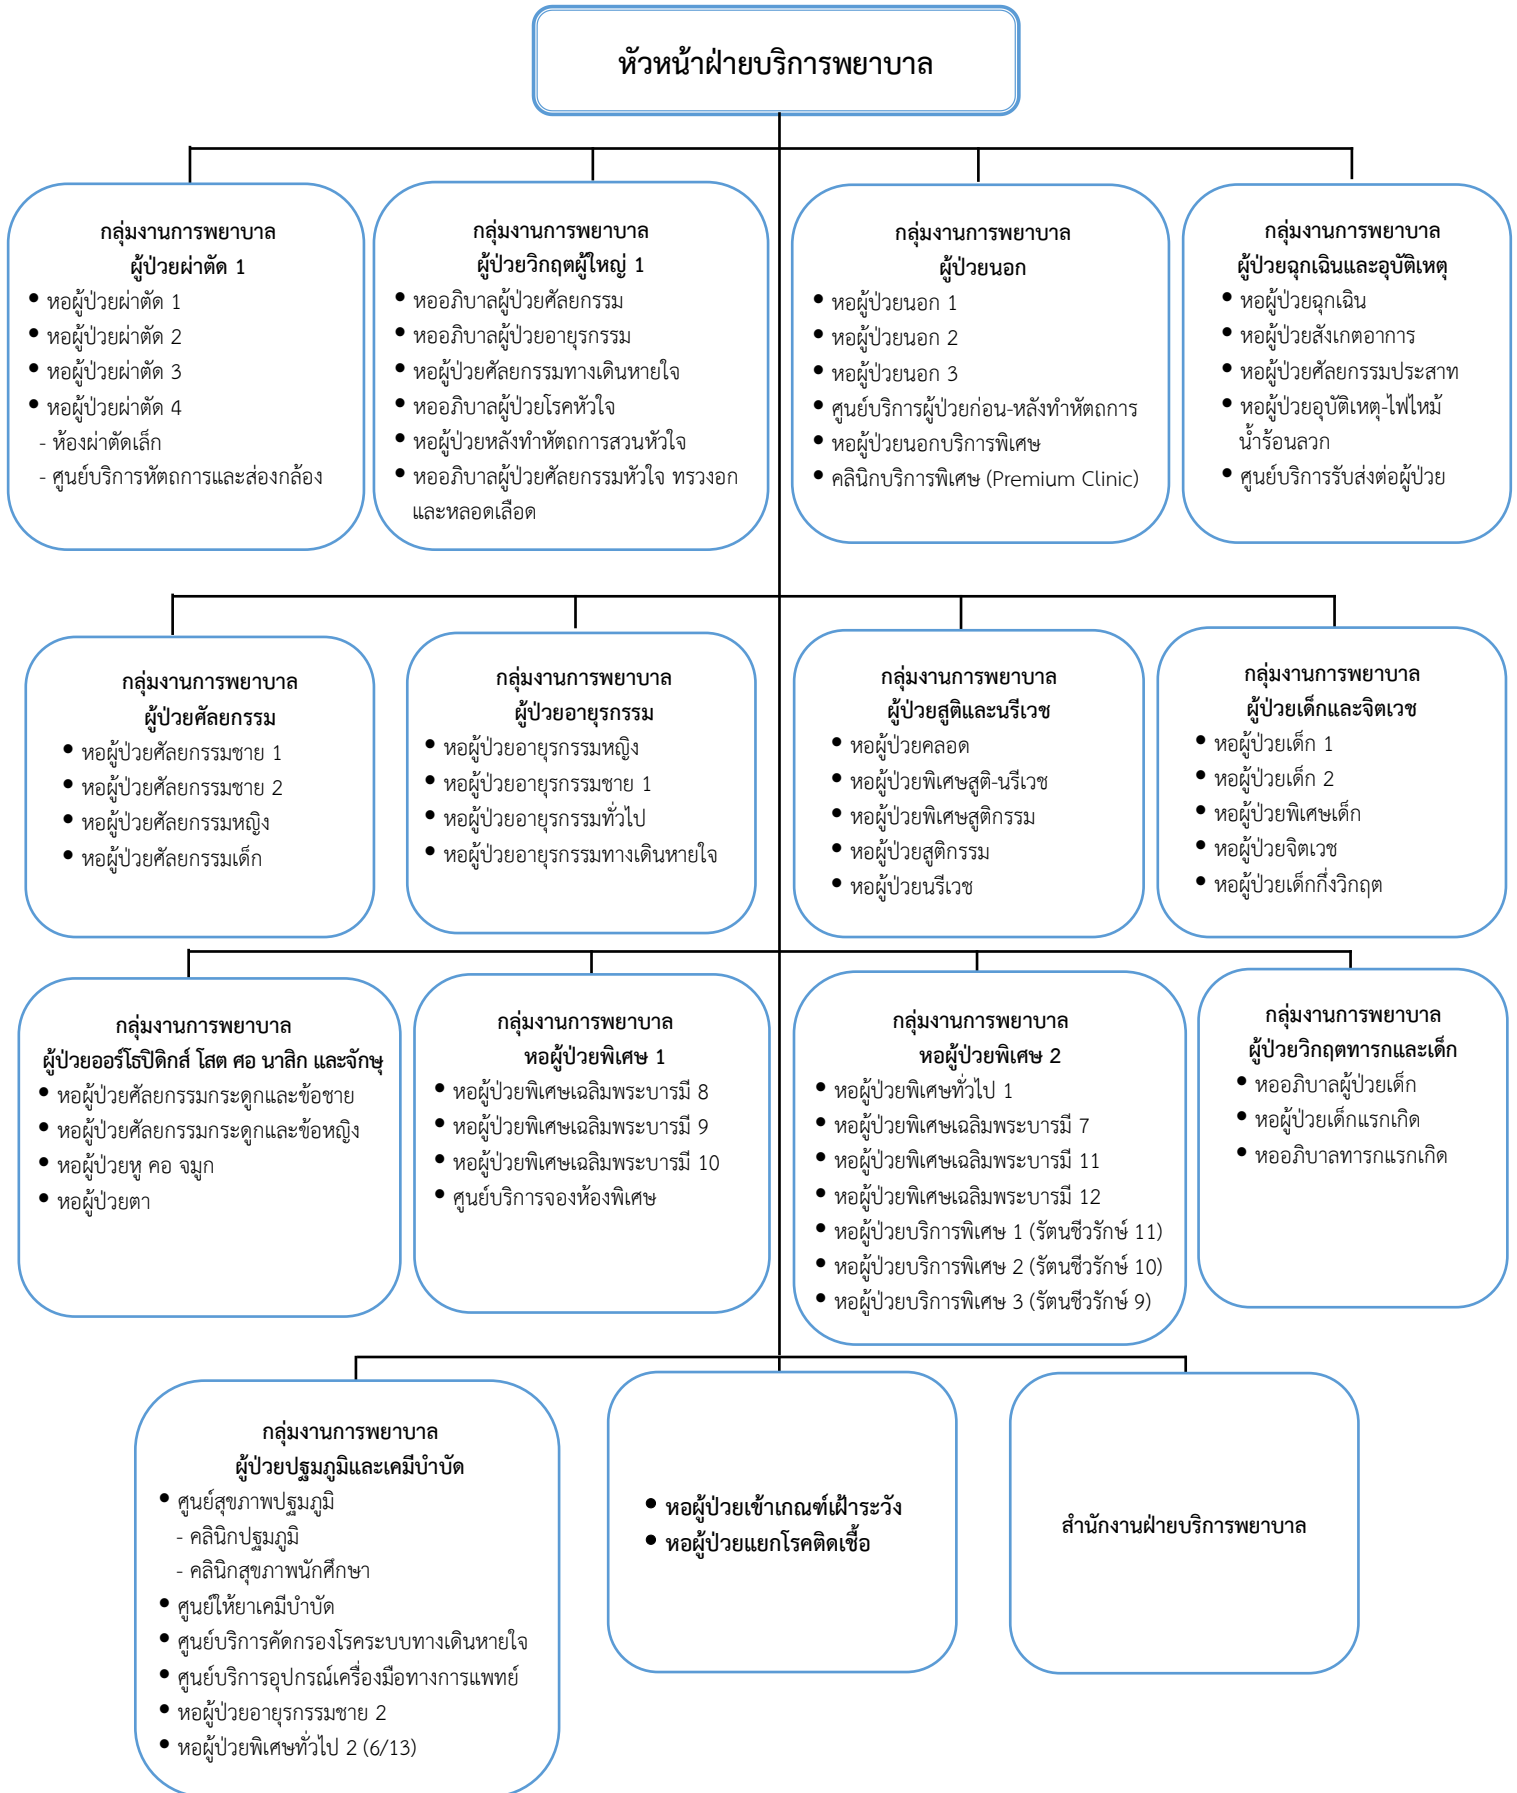 หัวหน้าฝ่ายบริการพยาบาล
กลุ่มงานการพยาบาล
ผู้ป่วยผ่าตัด 1
• หอผู้ป่วยผ่าตัด 1
• หอผู้ป่วยผ่าตัด 2
• หอผู้ป่วยผ่าตัด 3
• หอผู้ป่วยผ่าตัด 4
- ห้องผ่าตัดเล็ก
- ศูนย์บริการหัตถการและส่องกล้อง
กลุ่มงานการพยาบาล
ผู้ป่วยวิกฤตผู้ใหญ่ 1
• หออภิบาลผู้ป่วยศัลยกรรม
• หออภิบาลผู้ป่วยอายุรกรรม
• หอผู้ป่วยศัลยกรรมทางเดินหายใจ
• หออภิบาลผู้ป่วยโรคหัวใจ
• หอผู้ป่วยหลังทำหัตถการสวนหัวใจ
• หออภิบาลผู้ป่วยศัลยกรรมหัวใจ ทรวงอก
และหลอดเลือด
กลุ่มงานการพยาบาล
ผู้ป่วยนอก
• หอผู้ป่วยนอก 1
• หอผู้ป่วยนอก 2
• หอผู้ป่วยนอก 3
• ศูนย์บริการผู้ป่วยก่อน-หลังทำหัตถการ
• หอผู้ป่วยนอกบริการพิเศษ
• คลินิกบริการพิเศษ (Premium Clinic)
กลุ่มงานการพยาบาล
ผู้ป่วยฉุกเฉินและอุบัติเหตุ
• หอผู้ป่วยฉุกเฉิน
• หอผู้ป่วยสังเกตอาการ
• หอผู้ป่วยศัลยกรรมประสาท
• หอผู้ป่วยอุบัติเหตุ-ไฟไหม้
น้ำร้อนลวก
• ศูนย์บริการรับส่งต่อผู้ป่วย
กลุ่มงานการพยาบาล
ผู้ป่วยศัลยกรรม
• หอผู้ป่วยศัลยกรรมชาย 1
• หอผู้ป่วยศัลยกรรมชาย 2
• หอผู้ป่วยศัลยกรรมหญิง
• หอผู้ป่วยศัลยกรรมเด็ก
กลุ่มงานการพยาบาล
ผู้ป่วยอายุรกรรม
• หอผู้ป่วยอายุรกรรมหญิง
• หอผู้ป่วยอายุรกรรมชาย 1
• หอผู้ป่วยอายุรกรรมทั่วไป
• หอผู้ป่วยอายุรกรรมทางเดินหายใจ
กลุ่มงานการพยาบาล
ผู้ป่วยสูติและนรีเวช
• หอผู้ป่วยคลอด
• หอผู้ป่วยพิเศษสูติ-นรีเวช
• หอผู้ป่วยพิเศษสูติกรรม
• หอผู้ป่วยสูติกรรม
• หอผู้ป่วยนรีเวช
กลุ่มงานการพยาบาล
ผู้ป่วยเด็กและจิตเวช
• หอผู้ป่วยเด็ก 1
• หอผู้ป่วยเด็ก 2
• หอผู้ป่วยพิเศษเด็ก
• หอผู้ป่วยจิตเวช
• หอผู้ป่วยเด็กกึ่งวิกฤต
กลุ่มงานการพยาบาล
ผู้ป่วยออร์โธปิดิกส์ โสต ศอ นาสิก และจักษุ
• หอผู้ป่วยศัลยกรรมกระดูกและข้อชาย
• หอผู้ป่วยศัลยกรรมกระดูกและข้อหญิง
• หอผู้ป่วยหู คอ จมูก
• หอผู้ป่วยตา
กลุ่มงานการพยาบาล
หอผู้ป่วยพิเศษ 1
• หอผู้ป่วยพิเศษเฉลิมพระบารมี 8
• หอผู้ป่วยพิเศษเฉลิมพระบารมี 9
• หอผู้ป่วยพิเศษเฉลิมพระบารมี 10
• ศูนย์บริการจองห้องพิเศษ
กลุ่มงานการพยาบาล
หอผู้ป่วยพิเศษ 2
• หอผู้ป่วยพิเศษทั่วไป 1
• หอผู้ป่วยพิเศษเฉลิมพระบารมี 7
• หอผู้ป่วยพิเศษเฉลิมพระบารมี 11
• หอผู้ป่วยพิเศษเฉลิมพระบารมี 12
• หอผู้ป่วยบริการพิเศษ 1 (รัตนชีวรักษ์ 11)
• หอผู้ป่วยบริการพิเศษ 2 (รัตนชีวรักษ์ 10)
• หอผู้ป่วยบริการพิเศษ 3 (รัตนชีวรักษ์ 9)
กลุ่มงานการพยาบาล
ผู้ป่วยวิกฤตทารกและเด็ก
• หออภิบาลผู้ป่วยเด็ก
• หอผู้ป่วยเด็กแรกเกิด
• หออภิบาลทารกแรกเกิด
กลุ่มงานการพยาบาล
ผู้ป่วยปฐมภูมิและเคมีบำบัด
• ศูนย์สุขภาพปฐมภูมิ
- คลินิกปฐมภูมิ
- คลินิกสุขภาพนักศึกษา
• ศูนย์ให้ยาเคมีบำบัด
• ศูนย์บริการคัดกรองโรคระบบทางเดินหายใจ
• ศูนย์บริการอุปกรณ์เครื่องมือทางการแพทย์
• หอผู้ป่วยอายุรกรรมชาย 2
• หอผู้ป่วยพิเศษทั่วไป 2 (6/13)
• หอผู้ป่วยเข้าเกณฑ์เฝ้าระวัง
• หอผู้ป่วยแยกโรคติดเชื้อ
สำนักงานฝ่ายบริการพยาบาล